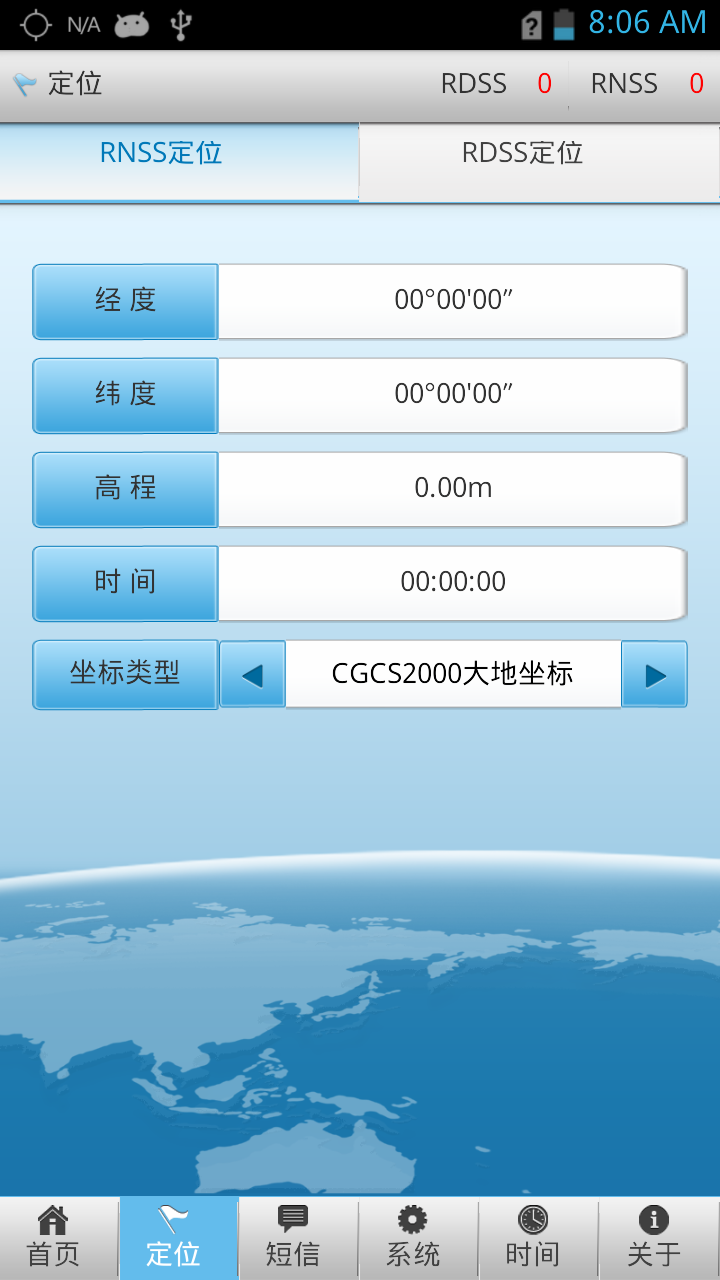 N/A 8:06 AM
定位 RDSS 0 RNSS 0
RNSS定位 RDSS定位
经 度 00°00'00”
纬 度 00°00'00”
高 程 0.00m
时 间 00:00:00
坐标类型 CGCS2000大地坐标
首页 定位 短信 系统 时间 关于